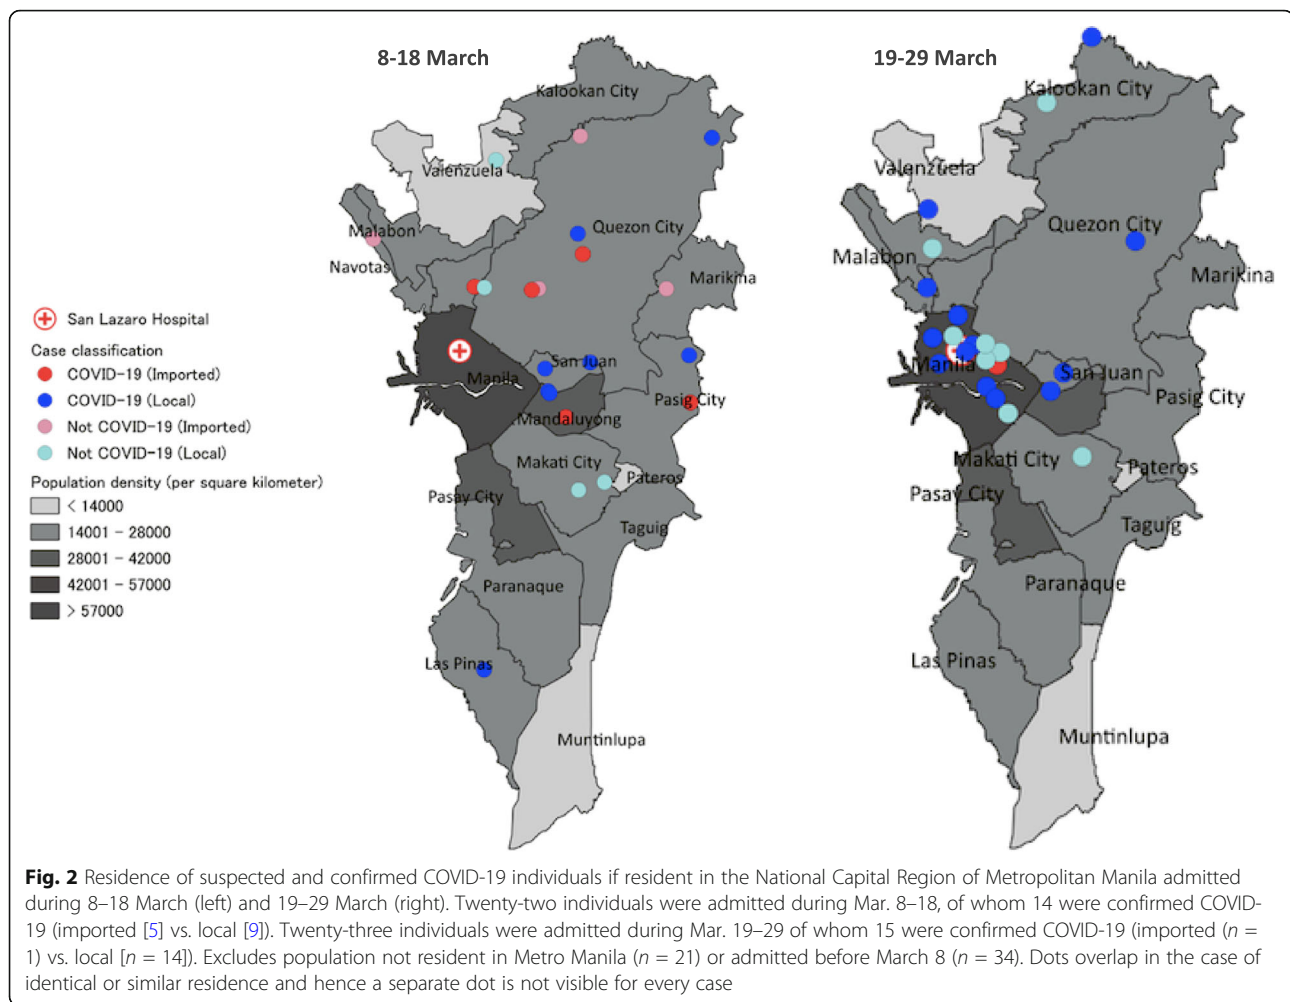 8-18 March
Kalookan City
Valenzuela
Quezon City
Malabon
Navotas
Marikina
San Juan
Manila
Pasig City
Mandaluyong
Makati City
Pateros
Pasay City
Taguig
Paranaque
Las Pinas
Muntinlupa
19-29 March
Kalookan City
Valenzuela
Quezon City
Malabon
Marikina
Manila
San Juan
Pasig City
Makati City
Pateros
Pasay City
Taguig
Paranaque
Las Pinas
Muntinlupa
San Lazaro Hospital
Case classification
COVID-19 (Imported)
COVID-19 (Local)
Not COVID-19 (Imported)
Not COVID-19 (Local)
Population density (per square kilometer)
< 14000
14001 - 28000
28001 - 42000
42001 - 57000
> 57000
Fig. 2 Residence of suspected and confirmed COVID-19 individuals if resident in the National Capital Region of Metropolitan Manila admitted
during 8–18 March (left) and 19–29 March (right). Twenty-two individuals were admitted during Mar. 8–18, of whom 14 were confirmed COVID-
19 (imported [5] vs. local [9]). Twenty-three individuals were admitted during Mar. 19–29 of whom 15 were confirmed COVID-19 (imported (n =
1) vs. local [n = 14]). Excludes population not resident in Metro Manila (n = 21) or admitted before March 8 (n = 34). Dots overlap in the case of
identical or similar residence and hence a separate dot is not visible for every case